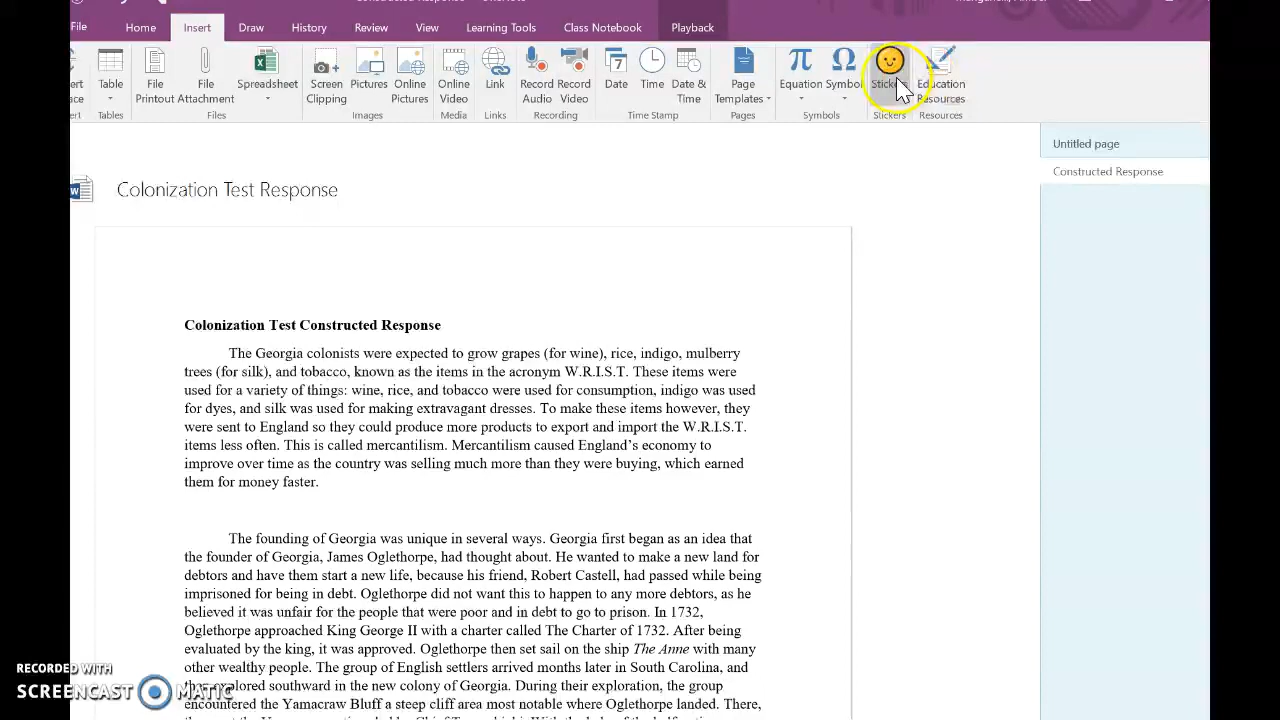 File Home Insert Draw History Review View Learning Tools Class Notebook Playback
Table File Printout File Attachment Spreadsheet Screen Clipping Pictures Online Pictures Online Video Link Record Audio Record Video Date Time Date & Time Page Templates Equation Symbol Education Resources
Tables Files Images Media Links Recording Time Stamp Pages Symbols Stickers Resources
Untitled page
Constructed Response
Colonization Test Response
Colonization Test Constructed Response
The Georgia colonists were expected to grow grapes (for wine), rice, indigo, mulberry
trees (for silk), and tobacco, known as the items in the acronym W.R.I.S.T. These items were
used for a variety of things: wine, rice, and tobacco were used for consumption, indigo was used
for dyes, and silk was used for making extravagant dresses. To make these items however, they
were sent to England so they could produce more products to export and import the W.R.I.S.T.
items less often. This is called mercantilism. Mercantilism caused England's economy to
improve over time as the country was selling much more than they were buying, which earned
them for money faster.
The founding of Georgia was unique in several ways. Georgia first began as an idea that
the founder of Georgia, James Oglethorpe, had thought about. He wanted to make a new land for
debtors and have them start a new life, because his friend, Robert Castell, had passed while being
imprisoned for being in debt. Oglethorpe did not want this to happen to any more debtors, as he
believed it was unfair for the people that were poor and in debt to go to prison. In 1732,
Oglethorpe approached King George II with a charter called The Charter of 1732. After being
evaluated by the king, it was approved. Oglethorpe then set sail on the ship The Anne with many
other wealthy people. The group of English settlers arrived months later in South Carolina, and
explored southward in the new colony of Georgia. During their exploration, the group
encountered the Yamacraw Bluff a steep cliff area most notable where Oglethorpe landed. There,
RECORDED WITH
SCREENCAST MATIC